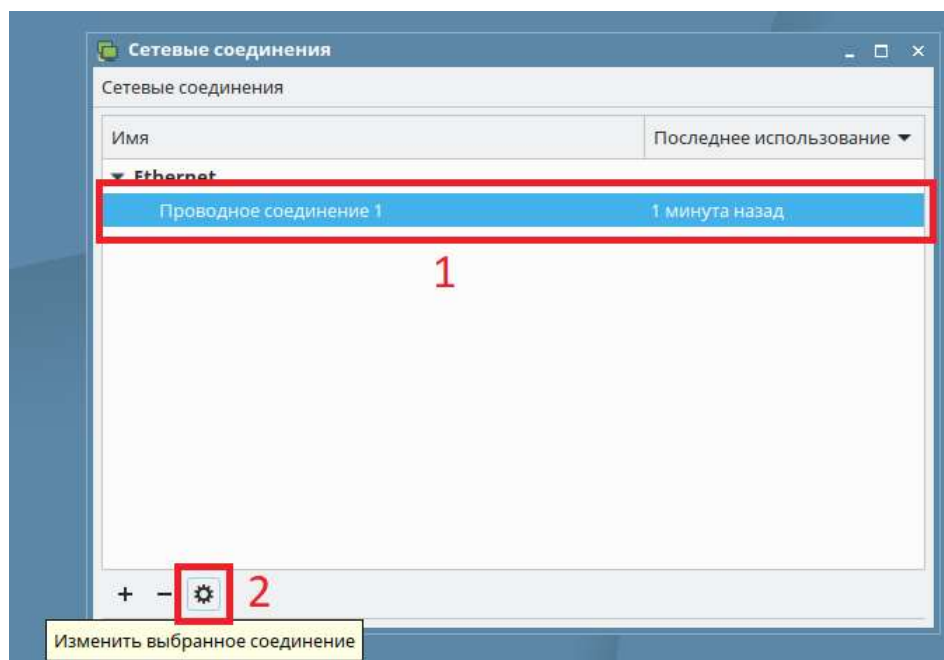 Сетевые соединения
Сетевые соединения
Имя Последнее использование
Ethernet
Проводное соединение 1 1 минута назад
1
2
Изменить выбранное соединение